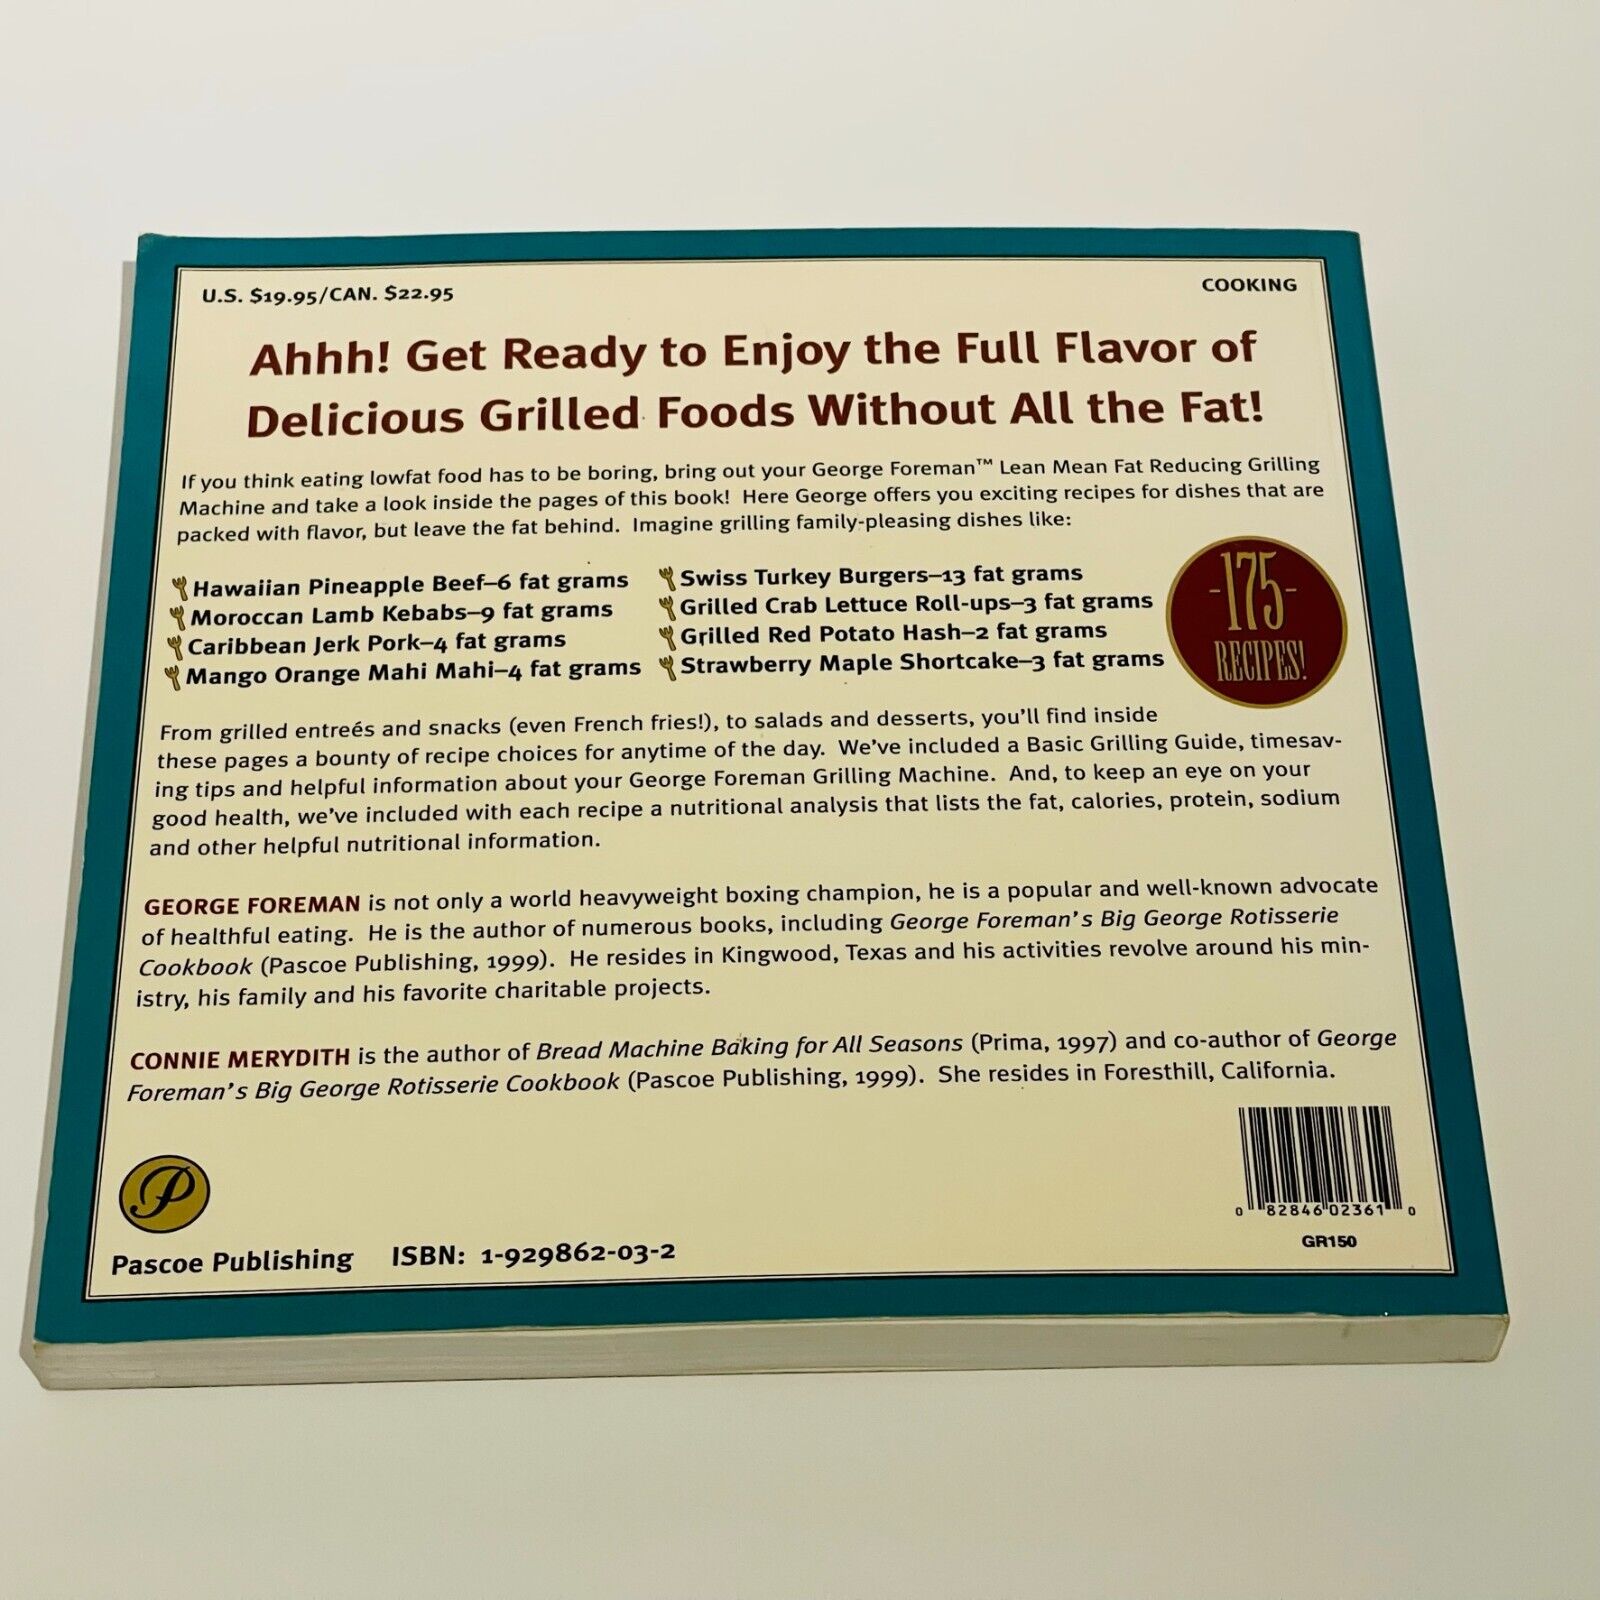 U.S. $19.95/CAN. $22.95
COOKING
Ahhh! Get Ready to Enjoy the Full Flavor of
Delicious Grilled Foods Without All the Fat!
If you think eating lowfat food has to be boring, bring out your George Foreman™ Lean Mean Fat Reducing Grilling
Machine and take a look inside the pages of this book! Here George offers you exciting recipes for dishes that are
packed with flavor, but leave the fat behind. Imagine grilling family-pleasing dishes like:
Hawaiian Pineapple Beef–6 fat grams
Moroccan Lamb Kebabs–9 fat grams
Caribbean Jerk Pork–4 fat grams
Mango Orange Mahi Mahi–4 fat grams
Swiss Turkey Burgers–13 fat grams
Grilled Crab Lettuce Roll-ups–3 fat grams
Grilled Red Potato Hash–2 fat grams
Strawberry Maple Shortcake–3 fat grams
-175-
RECIPES!
From grilled entreés and snacks (even French fries!), to salads and desserts, you'll find inside
these pages a bounty of recipe choices for anytime of the day. We've included a Basic Grilling Guide, timesav-
ing tips and helpful information about your George Foreman Grilling Machine. And, to keep an eye on your
good health, we've included with each recipe a nutritional analysis that lists the fat, calories, protein, sodium
and other helpful nutritional information.
GEORGE FOREMAN is not only a world heavyweight boxing champion, he is a popular and well-known advocate
of healthful eating. He is the author of numerous books, including George Foreman's Big George Rotisserie
Cookbook (Pascoe Publishing, 1999). He resides in Kingwood, Texas and his activities revolve around his min-
istry, his family and his favorite charitable projects.
CONNIE MERYDITH is the author of Bread Machine Baking for All Seasons (Prima, 1997) and co-author of George
Foreman's Big George Rotisserie Cookbook (Pascoe Publishing, 1999). She resides in Foresthill, California.
P
Pascoe Publishing ISBN: 1-929862-03-2
0 82846 02361 0
GR150